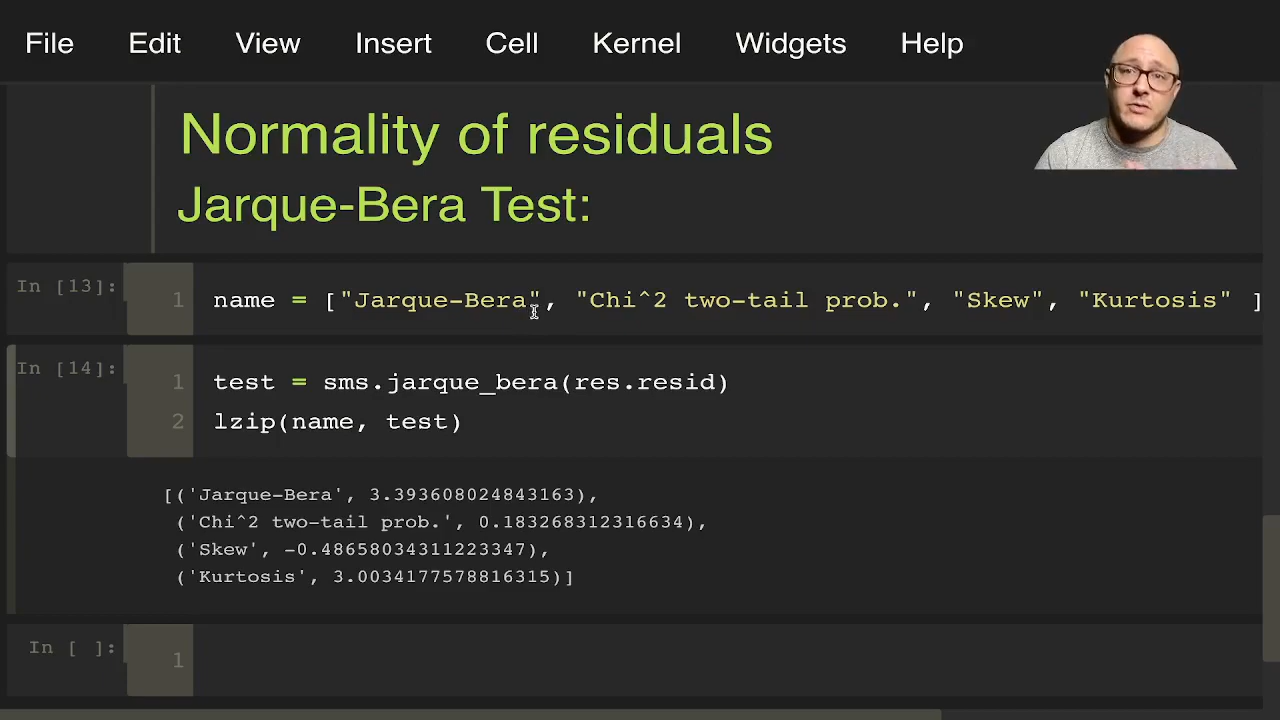 File Edit View Insert Cell Kernel Widgets Help
Normality of residuals
Jarque-Bera Test:
In [13]:
1 name = ["Jarque-Bera", "Chi^2 two-tail prob.", "Skew", "Kurtosis" ]
In [14]:
1 test = sms.jarque_bera(res.resid)
2 lzip(name, test)
[('Jarque-Bera', 3.393608024843163),
('Chi^2 two-tail prob.', 0.183268312316634),
('Skew', -0.48658034311223347),
('Kurtosis', 3.0034177578816315)]
In [ ]:
1